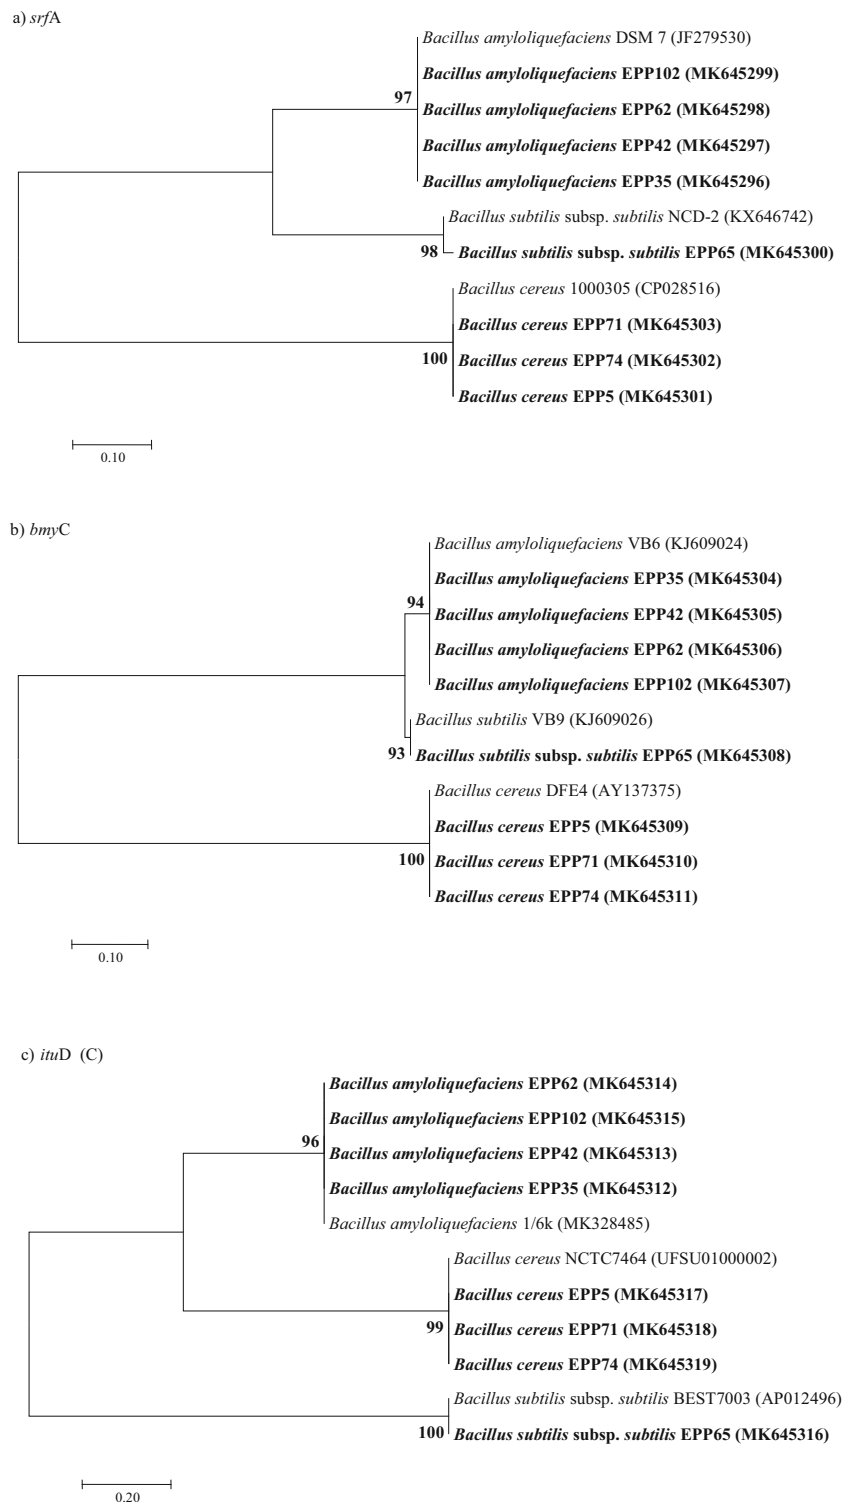 a) srfA
Bacillus amyloliquefaciens DSM 7 (JF279530)
Bacillus amyloliquefaciens EPP102 (MK645299)
97
Bacillus amyloliquefaciens EPP62 (MK645298)
Bacillus amyloliquefaciens EPP42 (MK645297)
Bacillus amyloliquefaciens EPP35 (MK645296)
Bacillus subtilis subsp. subtilis NCD-2 (KX646742)
98 Bacillus subtilis subsp. subtilis EPP65 (MK645300)
Bacillus cereus 1000305 (CP028516)
Bacillus cereus EPP71 (MK645303)
100 Bacillus cereus EPP74 (MK645302)
Bacillus cereus EPP5 (MK645301)
0.10
b) bmyC
Bacillus amyloliquefaciens VB6 (KJ609024)
Bacillus amyloliquefaciens EPP35 (MK645304)
94
Bacillus amyloliquefaciens EPP42 (MK645305)
Bacillus amyloliquefaciens EPP62 (MK645306)
Bacillus amyloliquefaciens EPP102 (MK645307)
Bacillus subtilis VB9 (KJ609026)
93 Bacillus subtilis subsp. subtilis EPP65 (MK645308)
Bacillus cereus DFE4 (AY137375)
Bacillus cereus EPP5 (MK645309)
100 Bacillus cereus EPP71 (MK645310)
Bacillus cereus EPP74 (MK645311)
0.10
c) ituD (C)
Bacillus amyloliquefaciens EPP62 (MK645314)
Bacillus amyloliquefaciens EPP102 (MK645315)
96
Bacillus amyloliquefaciens EPP42 (MK645313)
Bacillus amyloliquefaciens EPP35 (MK645312)
Bacillus amyloliquefaciens 1/6k (MK328485)
Bacillus cereus NCTC7464 (UFSU01000002)
Bacillus cereus EPP5 (MK645317)
99 Bacillus cereus EPP71 (MK645318)
Bacillus cereus EPP74 (MK645319)
Bacillus subtilis subsp. subtilis BEST7003 (AP012496)
100 Bacillus subtilis subsp. subtilis EPP65 (MK645316)
0.20